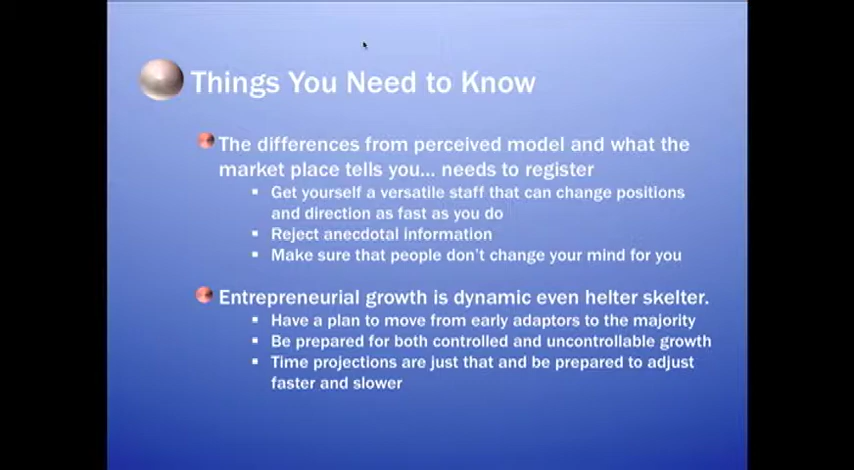 Things You Need to Know
The differences from perceived model and what the
market place tells you... needs to register
Get yourself a versatile staff that can change positions
and direction as fast as you do
Reject anecdotal information
Make sure that people don't change your mind for you
Entrepreneurial growth is dynamic even helter skelter.
Have a plan to move from early adaptors to the majority
Be prepared for both controlled and uncontrollable growth
Time projections are just that and be prepared to adjust
faster and slower